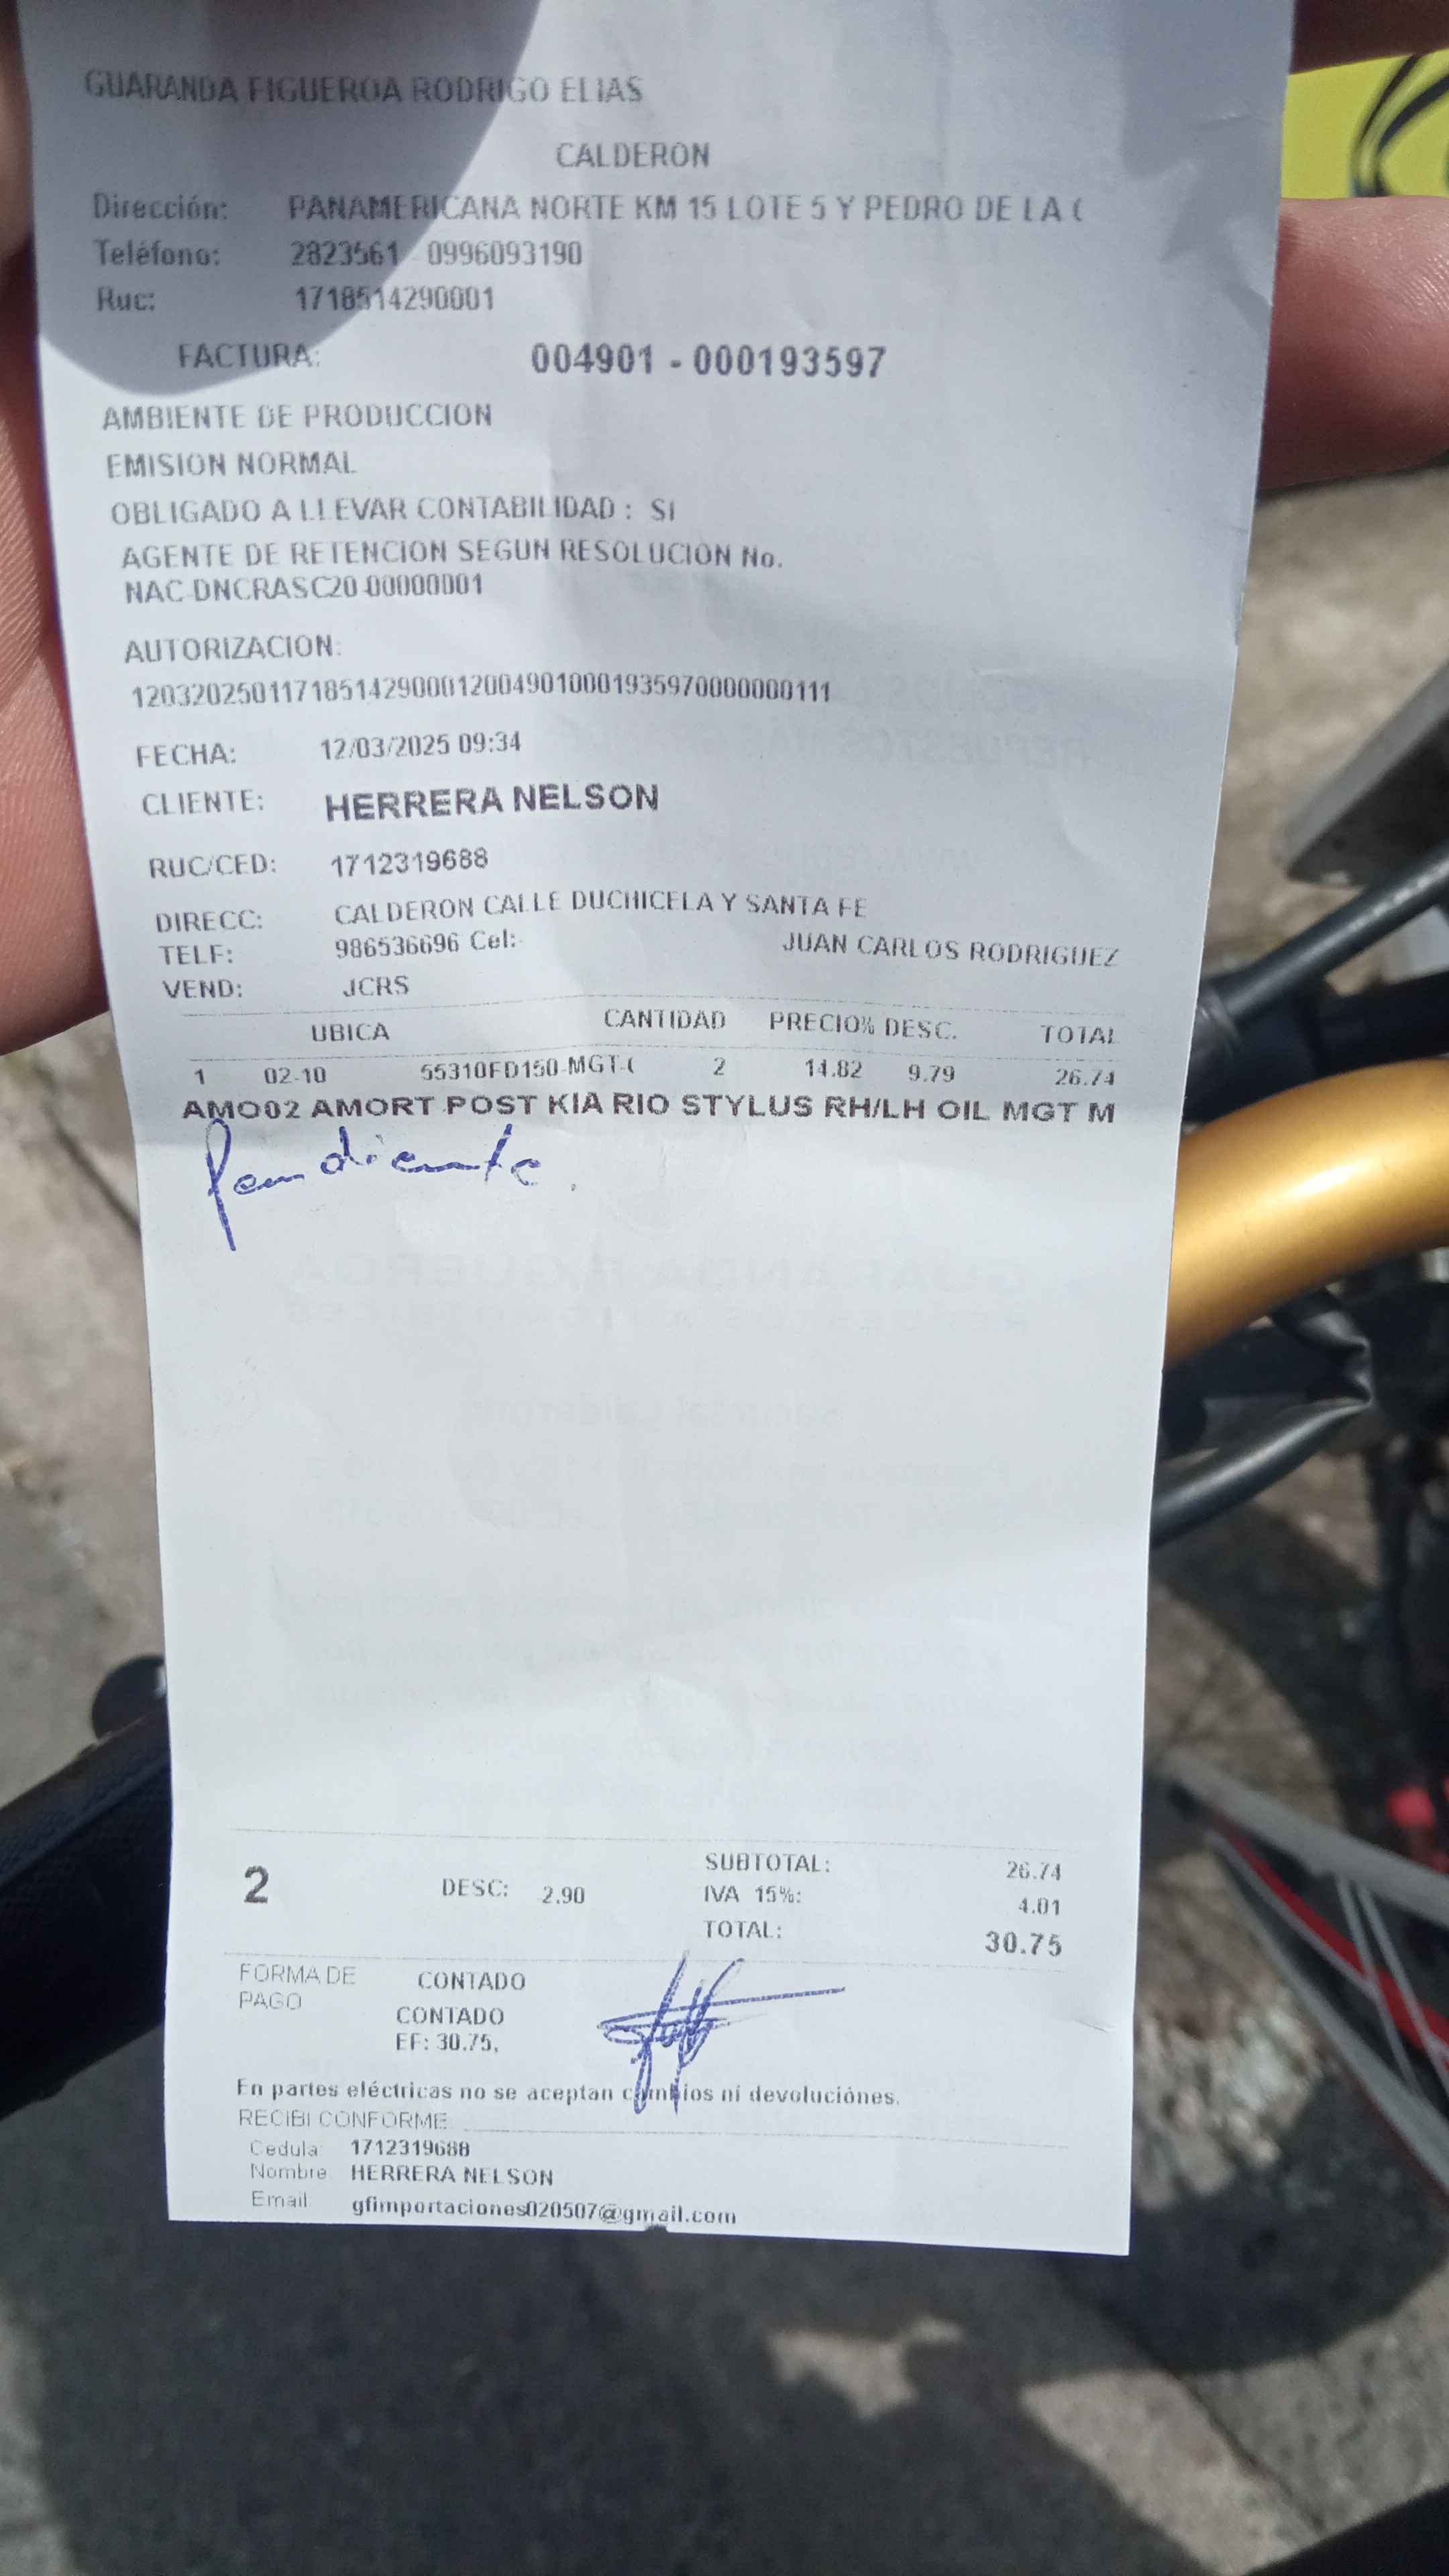 GUARANDA FIGUEROA RODRIGO ELIAS
CALDERON
Dirección: PANAMERICANA NORTE KM 15 LOTE 5 Y PEDRO DE LA (
Teléfono: 2823561 0996093190
Ruc: 1718514290001
FACTURA: 004901 - 000193597
AMBIENTE DE PRODUCCION
EMISION NORMAL
OBLIGADO A LLEVAR CONTABILIDAD : SI
AGENTE DE RETENCION SEGUN RESOLUCION No.
NAC-DNCRASC20-00000001
AUTORIZACION:
1203202501171851429000120049010001935970000000111
FECHA: 12/03/2025 09:34
CLIENTE: HERRERA NELSON
RUC/CED: 1712319688
DIRECC: CALDERON CALLE DUCHICELA Y SANTA FE
TELF: 986536696 Cel:- JUAN CARLOS RODRIGUEZ
VEND: JCRS
UBICA CANTIDAD PRECIO% DESC. TOTAL
1 02-10 55310FD150-MGT-( 2 14.82 9.79 26.74
AMO02 AMORT POST KIA RIO STYLUS RH/LH OIL MGT M
Pendiente.
2 DESC: 2.90 SUBTOTAL: 26.74
IVA 15%: 4.01
TOTAL: 30.75
FORMA DE PAGO CONTADO
CONTADO
EF: 30.75,
En partes eléctricas no se aceptan cambios ni devoluciónes.
RECIBI CONFORME:
Cedula: 1712319688
Nombre: HERRERA NELSON
Email: gfimportaciones020507@gmail.com